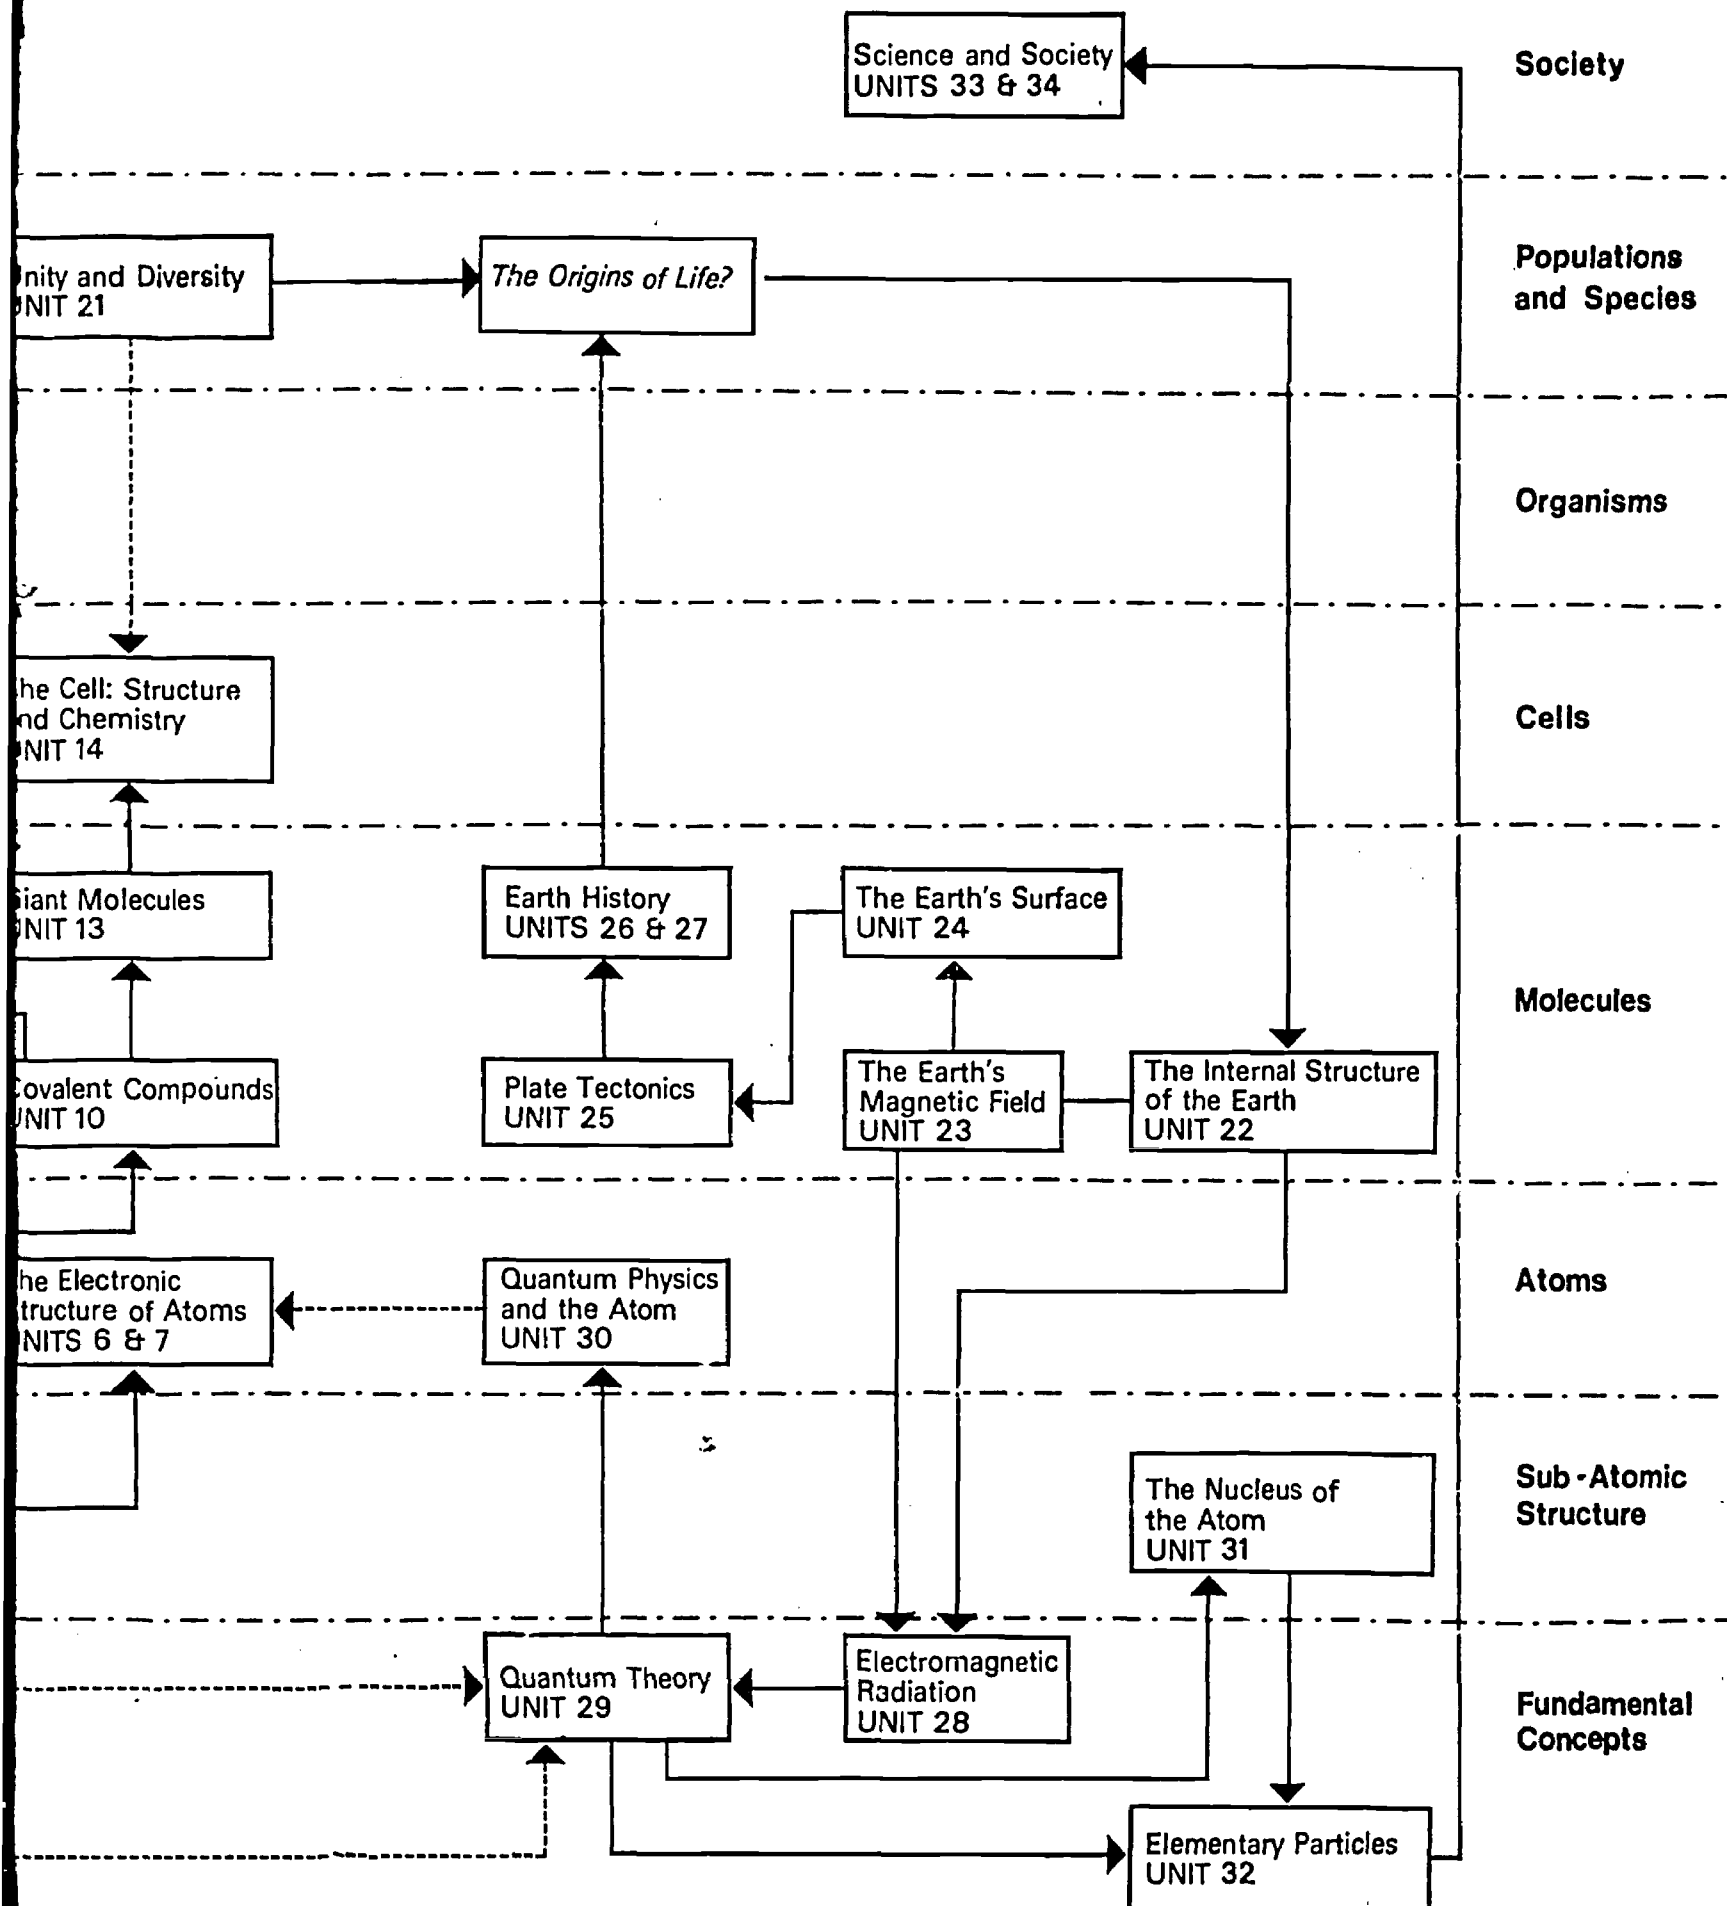 Science and Society
UNITS 33 & 34
Society
nity and Diversity
NIT 21
The Origins of Life?
Populations
and Species
Organisms
he Cell: Structure
nd Chemistry
NIT 14
Cells
iant Molecules
NIT 13
Earth History
UNITS 26 & 27
The Earth's Surface
UNIT 24
Molecules
ovalent Compounds
NIT 10
Plate Tectonics
UNIT 25
The Earth's
Magnetic Field
UNIT 23
The Internal Structure
of the Earth
UNIT 22
he Electronic
tructure of Atoms
NITS 6 & 7
Quantum Physics
and the Atom
UNIT 30
Atoms
The Nucleus of
the Atom
UNIT 31
Sub-Atomic
Structure
Quantum Theory
UNIT 29
Electromagnetic
Radiation
UNIT 28
Fundamental
Concepts
Elementary Particles
UNIT 32